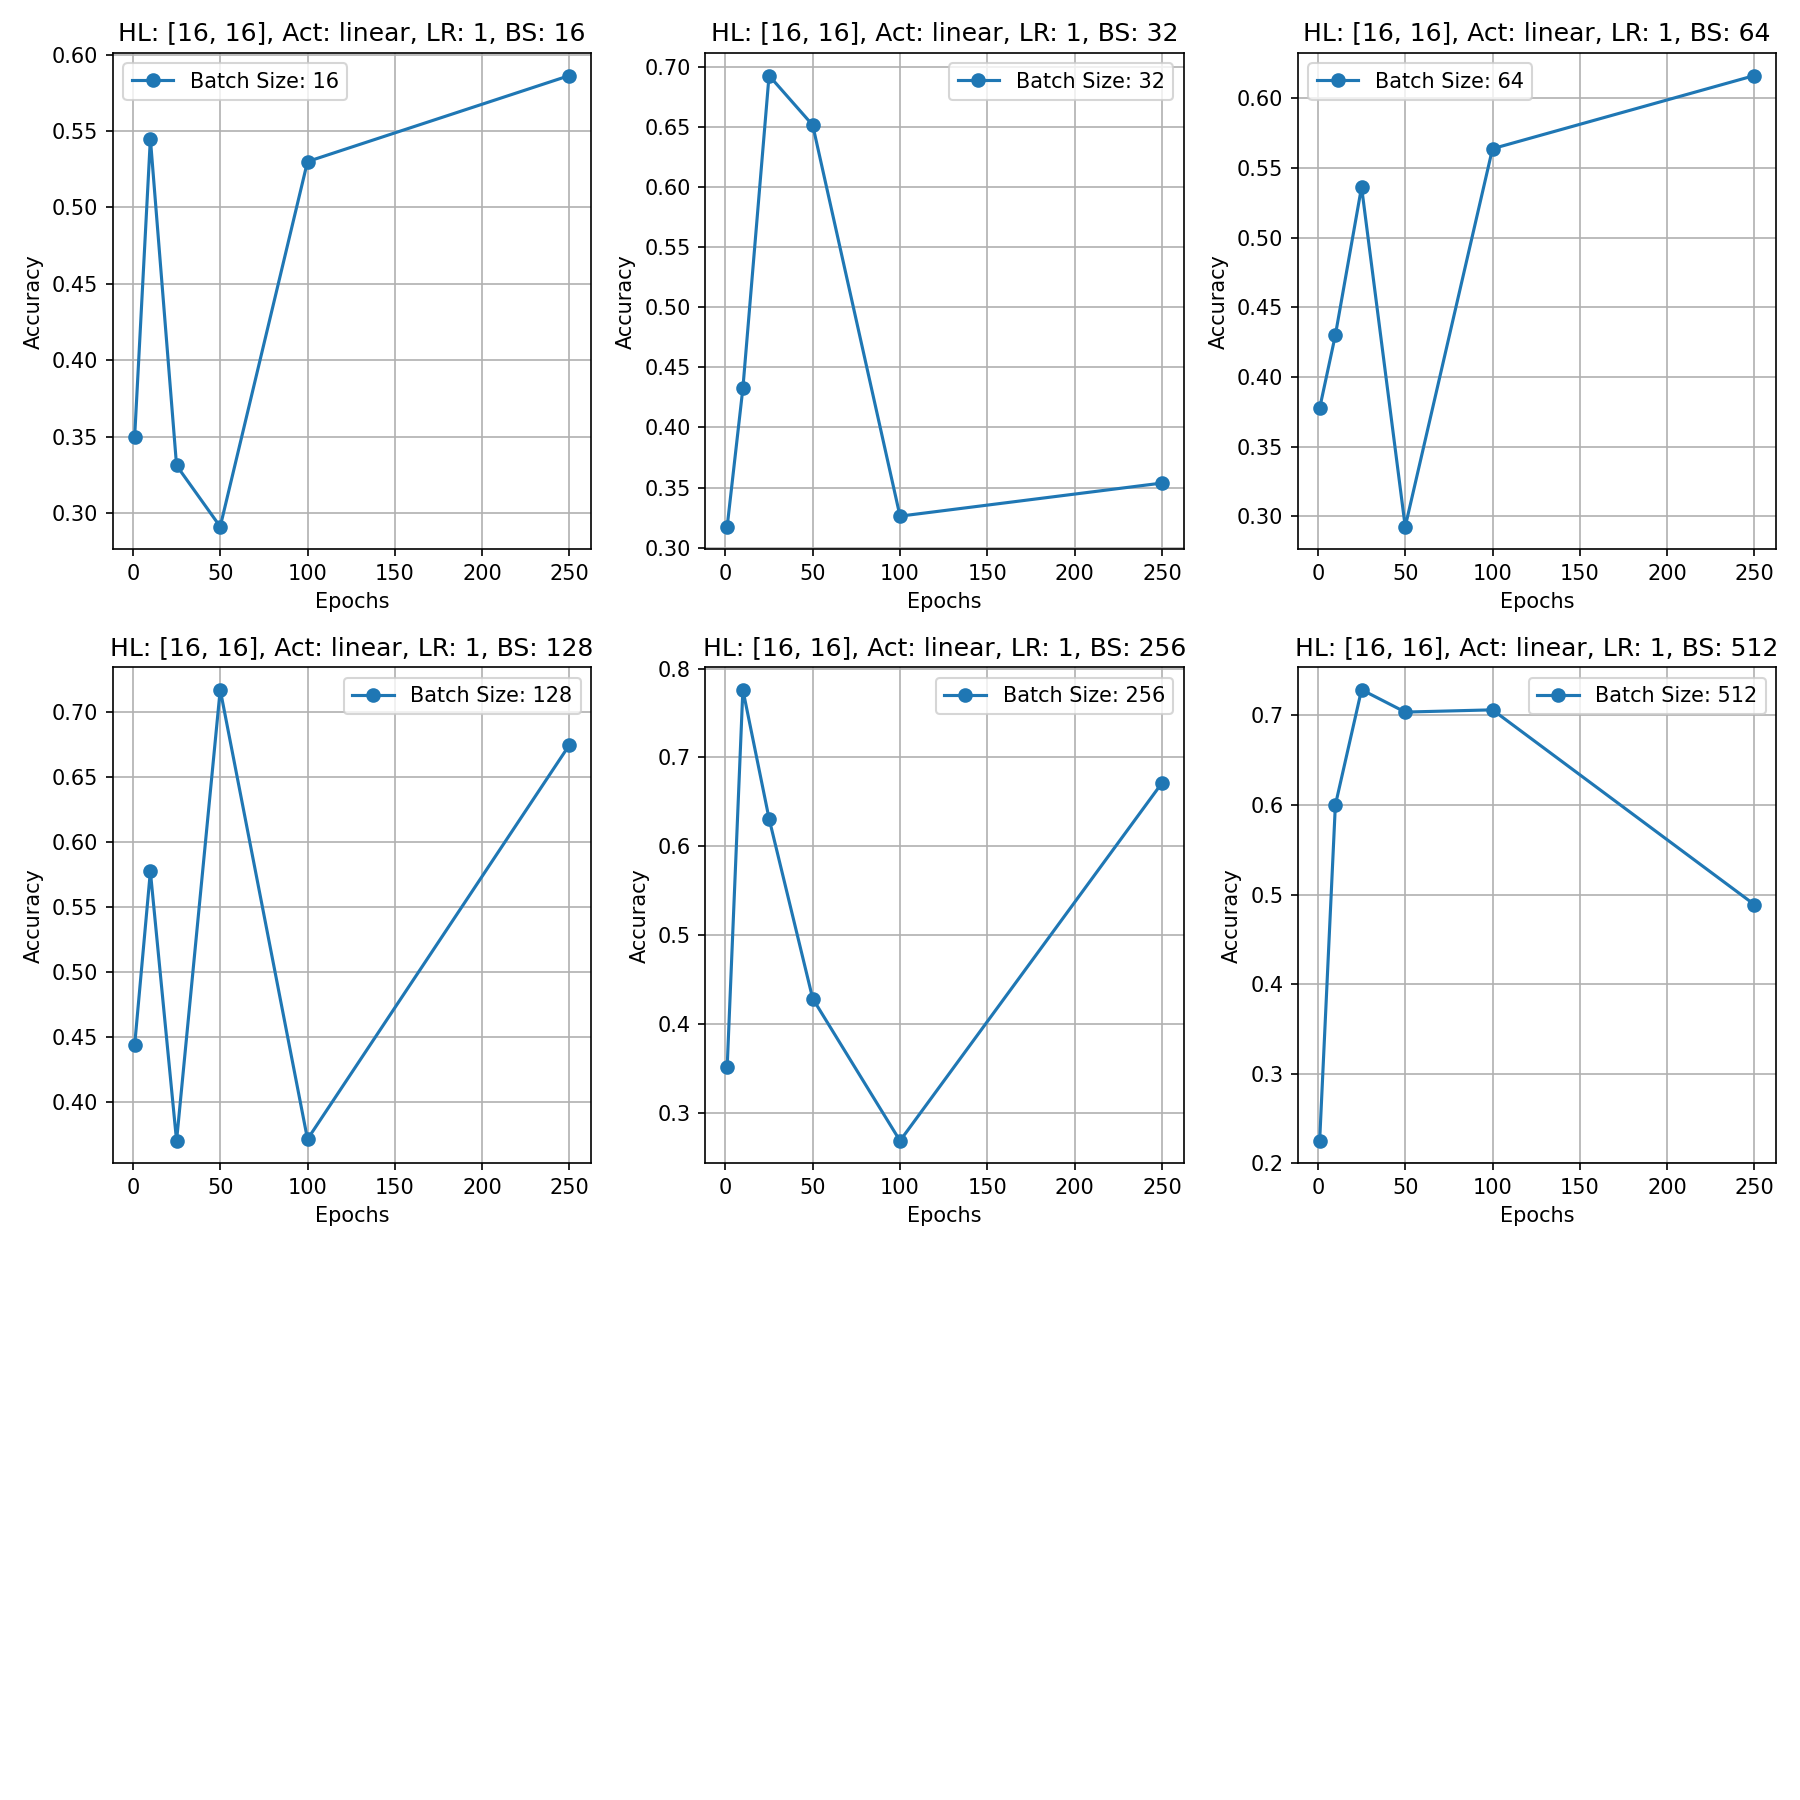 HL: [16, 16], Act: linear, LR: 1, BS: 16
Batch Size: 16
0.60
0.55
0.50
0.45
0.40
0.35
0.30
Accuracy
0 50 100 150 200 250
Epochs
HL: [16, 16], Act: linear, LR: 1, BS: 32
Batch Size: 32
0.70
0.65
0.60
0.55
0.50
0.45
0.40
0.35
0.30
Accuracy
0 50 100 150 200 250
Epochs
HL: [16, 16], Act: linear, LR: 1, BS: 64
Batch Size: 64
0.60
0.55
0.50
0.45
0.40
0.35
0.30
Accuracy
0 50 100 150 200 250
Epochs
HL: [16, 16], Act: linear, LR: 1, BS: 128
Batch Size: 128
0.70
0.65
0.60
0.55
0.50
0.45
0.40
Accuracy
0 50 100 150 200 250
Epochs
HL: [16, 16], Act: linear, LR: 1, BS: 256
Batch Size: 256
0.8
0.7
0.6
0.5
0.4
0.3
Accuracy
0 50 100 150 200 250
Epochs
HL: [16, 16], Act: linear, LR: 1, BS: 512
Batch Size: 512
0.7
0.6
0.5
0.4
0.3
0.2
Accuracy
0 50 100 150 200 250
Epochs